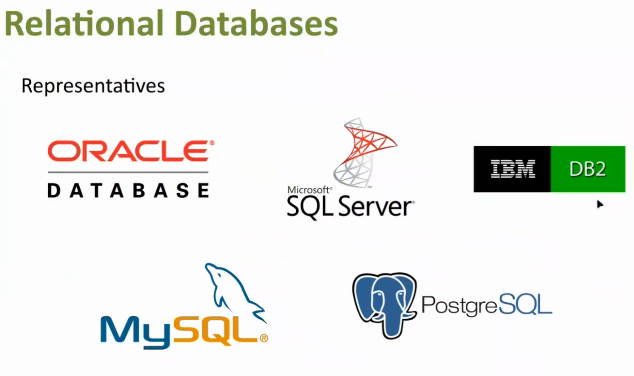 Relational Databases
Representatives
ORACLE®
DATABASE
Microsoft®
SQL Server®
IBM DB2
MySQL®
PostgreSQL